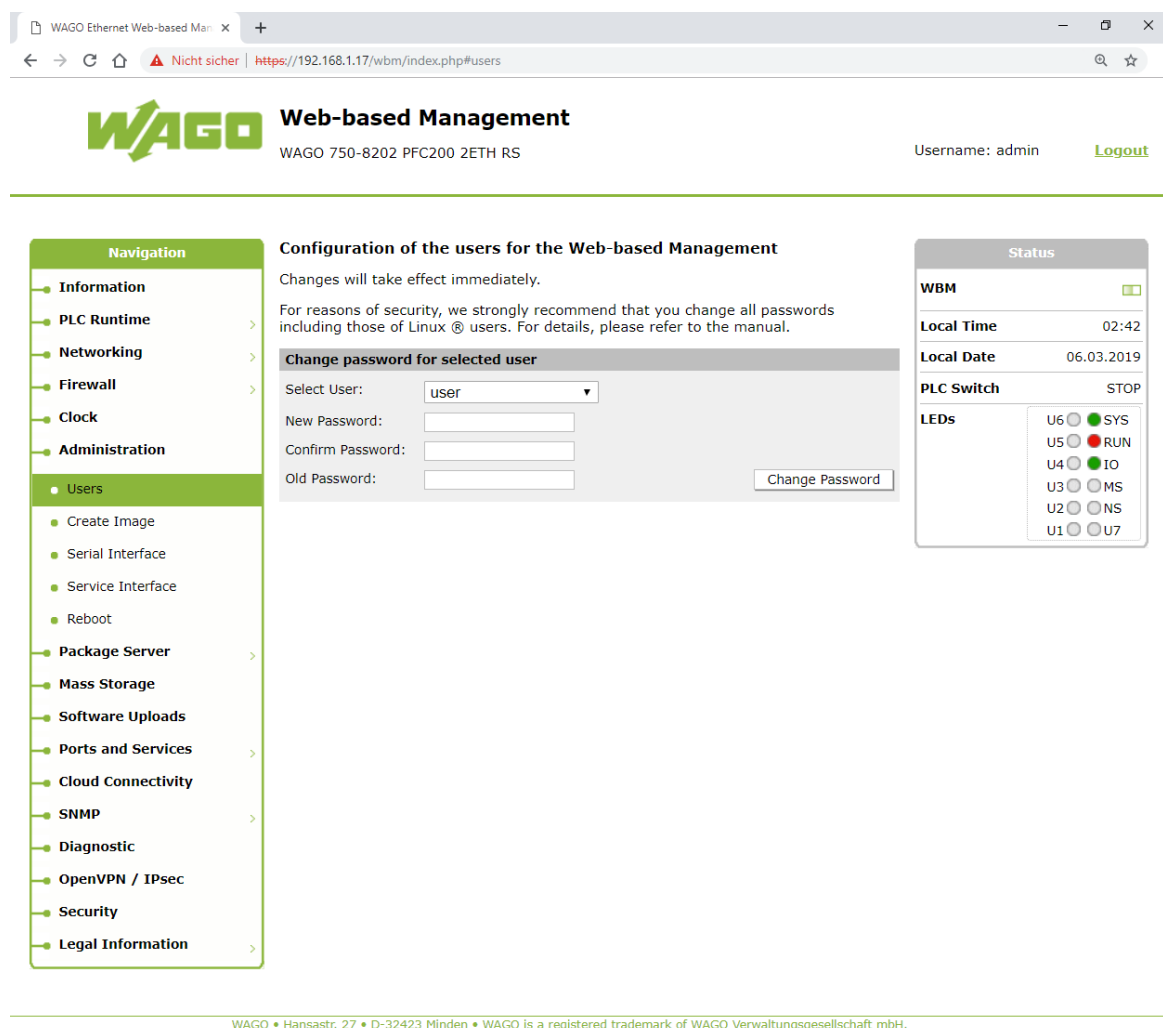 WAGO Ethernet Web-based Man
Nicht sicher | https://192.168.1.17/wbm/index.php#users
WAGO
Web-based Management
WAGO 750-8202 PFC200 2ETH RS
Username: admin Logout
Navigation
Information
PLC Runtime
Networking
Firewall
Clock
Administration
Users
Create Image
Serial Interface
Service Interface
Reboot
Package Server
Mass Storage
Software Uploads
Ports and Services
Cloud Connectivity
SNMP
Diagnostic
OpenVPN / IPsec
Security
Legal Information
Configuration of the users for the Web-based Management
Changes will take effect immediately.
For reasons of security, we strongly recommend that you change all passwords
including those of Linux ® users. For details, please refer to the manual.
Change password for selected user
Select User: user
New Password:
Confirm Password:
Old Password: Change Password
Status
WBM
Local Time 02:42
Local Date 06.03.2019
PLC Switch STOP
LEDs U6 SYS
U5 RUN
U4 IO
U3 MS
U2 NS
U1 U7
WAGO • Hansastr. 27 • D-32423 Minden • WAGO is a registered trademark of WAGO Verwaltungsgesellschaft mbH.